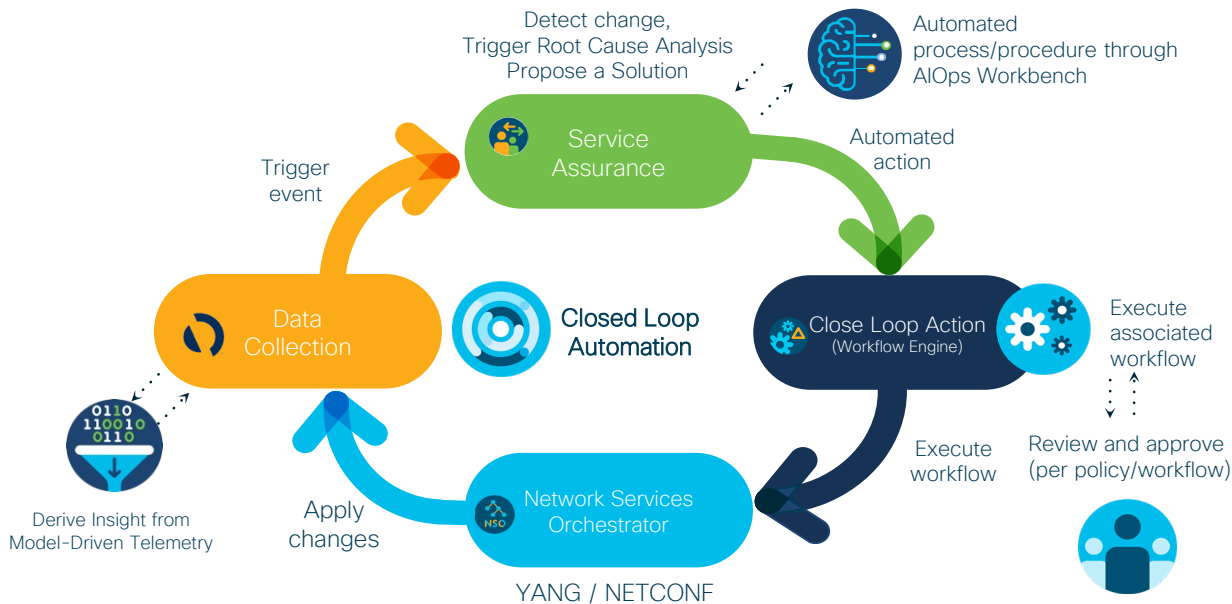 Detect change,
Trigger Root Cause Analysis
Propose a Solution
Automated
process/procedure through
AIOps Workbench
Service
Assurance
Trigger
event
Automated
action
Data
Collection
Closed Loop
Automation
Close Loop Action
(Workflow Engine)
Execute
associated
workflow
0110
110010
0110
Derive Insight from
Model-Driven Telemetry
Apply
changes
NSO
Network Services
Orchestrator
Execute
workflow
Review and approve
(per policy/workflow)
YANG / NETCONF